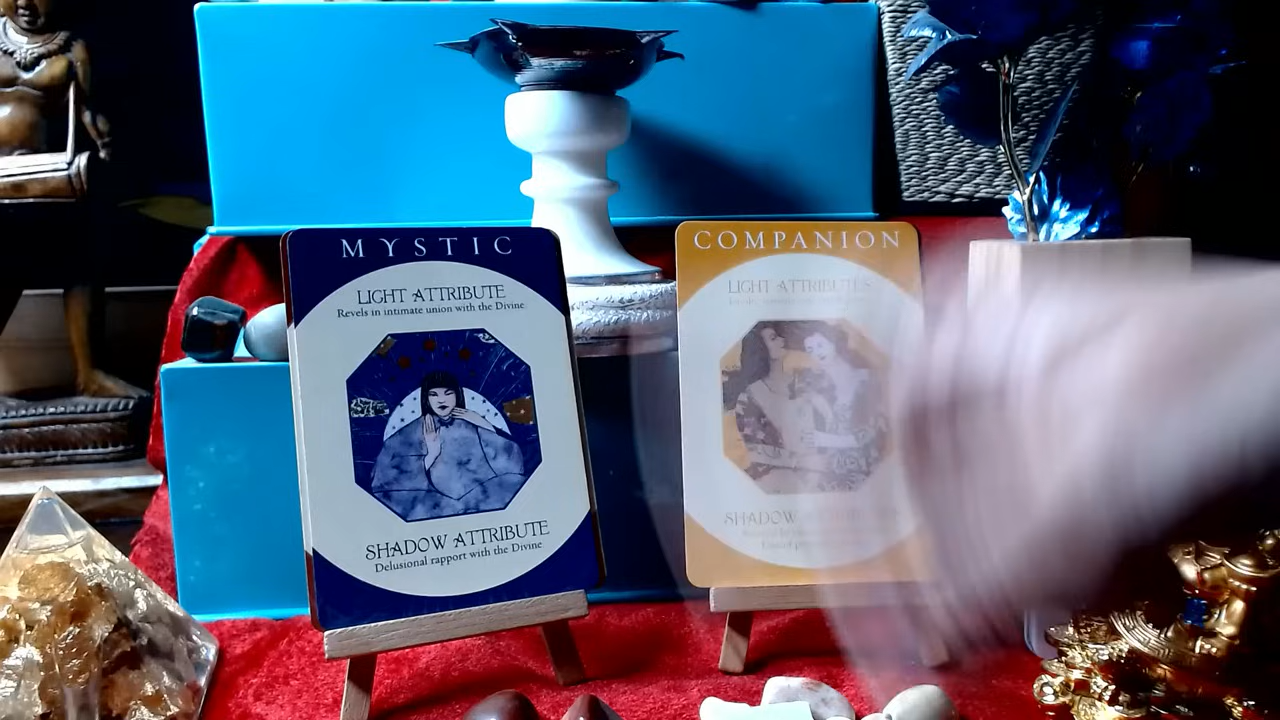 MYSTIC
LIGHT ATTRIBUTE
Revels in intimate union with the Divine
SHADOW ATTRIBUTE
Delusional rapport with the Divine
COMPANION
LIGHT ATTRIBUTES
SHADOW